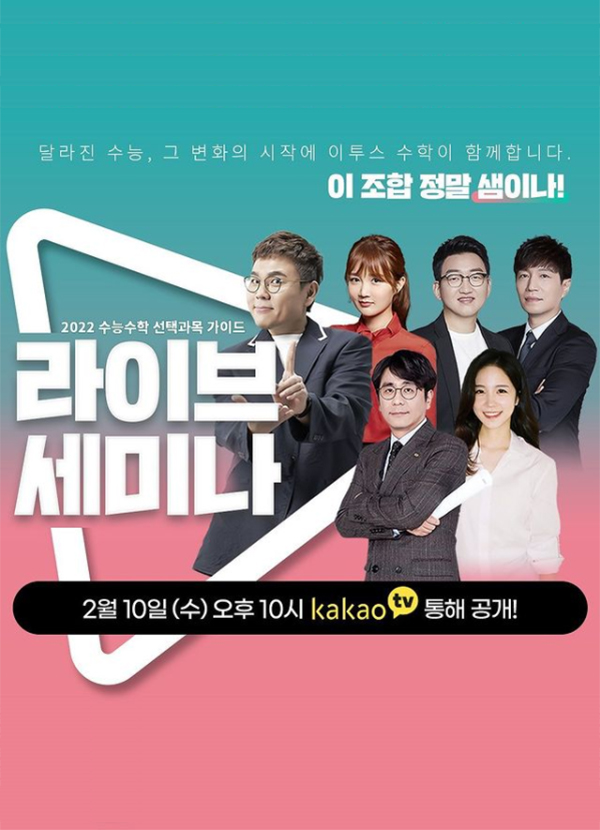 달라진 수능, 그 변화의 시작에 이투스 수학이 함께합니다.
이 조합 정말 샘이나!
2022 수능수학 선택과목 가이드
라이브
세미나
2월 10일 (수) 오후 10시 kakao tv 통해 공개!